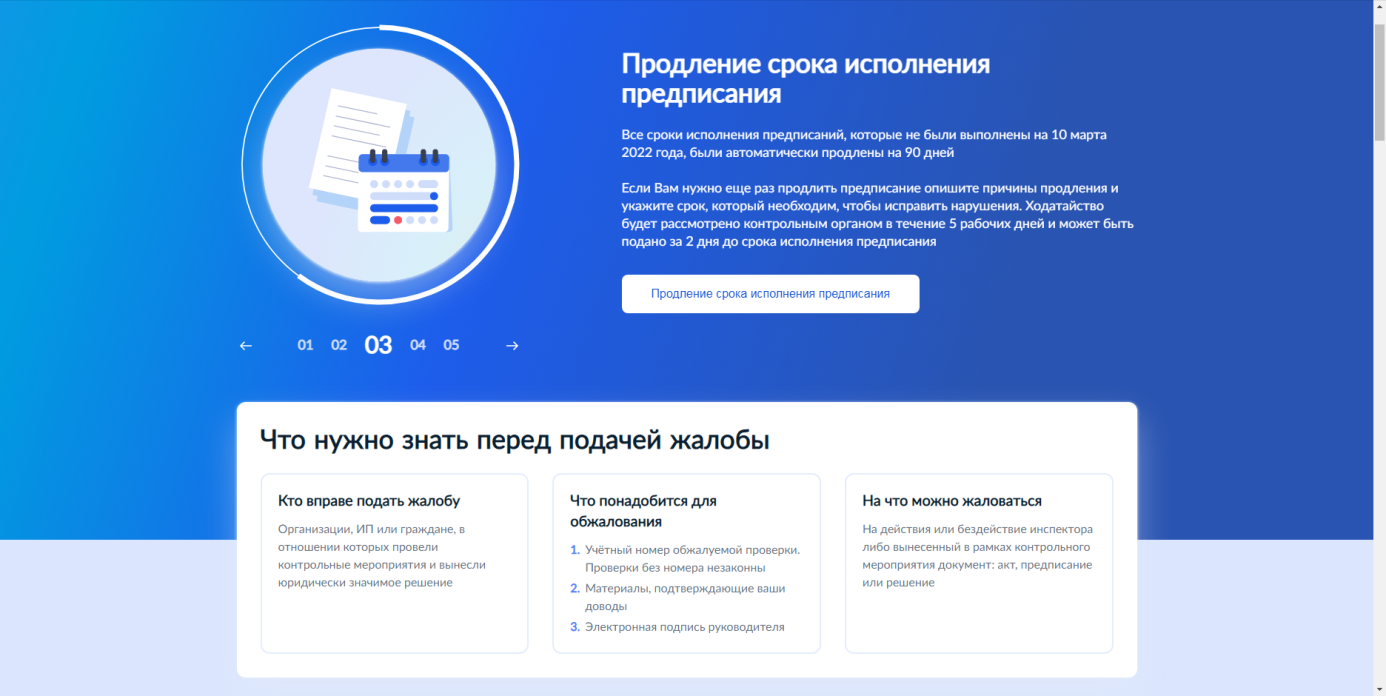 Продление срока исполнения
предписания
Все сроки исполнения предписаний, которые не были выполнены на 10 марта
2022 года, были автоматически продлены на 90 дней
Если Вам нужно еще раз продлить предписание опишите причины продления и
укажите срок, который необходим, чтобы исправить нарушения. Ходатайство
будет рассмотрено контрольным органом в течение 5 рабочих дней и может быть
подано за 2 дня до срока исполнения предписания
Продление срока исполнения предписания
01 02 03 04 05
Что нужно знать перед подачей жалобы
Кто вправе подать жалобу
Организации, ИП или граждане, в
отношении которых провели
контрольные мероприятия и вынесли
юридически значимое решение
Что понадобится для
обжалования
1. Учётный номер обжалуемой проверки.
Проверки без номера незаконны
2. Материалы, подтверждающие ваши
доводы
3. Электронная подпись руководителя
На что можно жаловаться
На действия или бездействие инспектора
либо вынесенный в рамках контрольного
мероприятия документ: акт, предписание
или решение